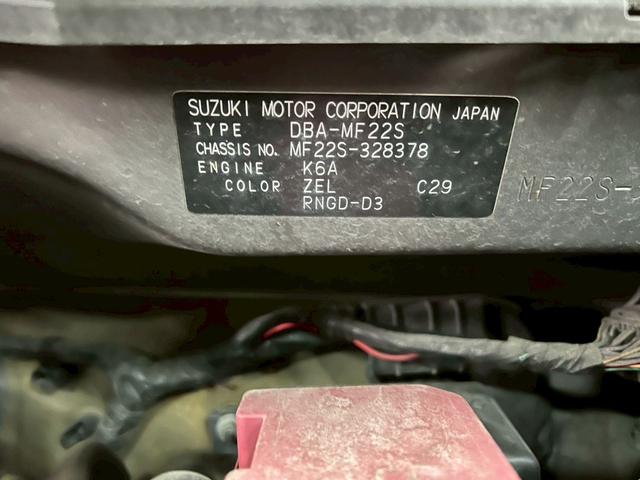 SUZUKI MOTOR CORPORATION JAPAN
TYPE DBA-MF22S
CHASSIS NO. MF22S-328378
ENGINE K6A
COLOR ZEL C29
RNGD-D3
MF22S-